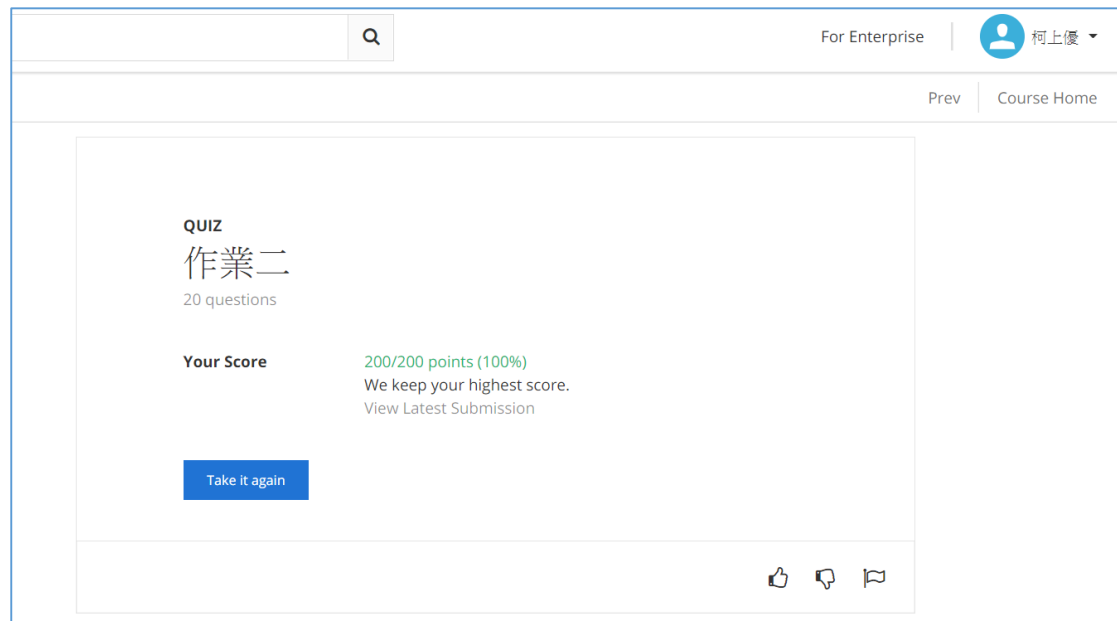 For Enterprise
柯上優
Prev
Course Home
QUIZ
作業二
20 questions
Your Score
200/200 points (100%)
We keep your highest score.
View Latest Submission
Take it again